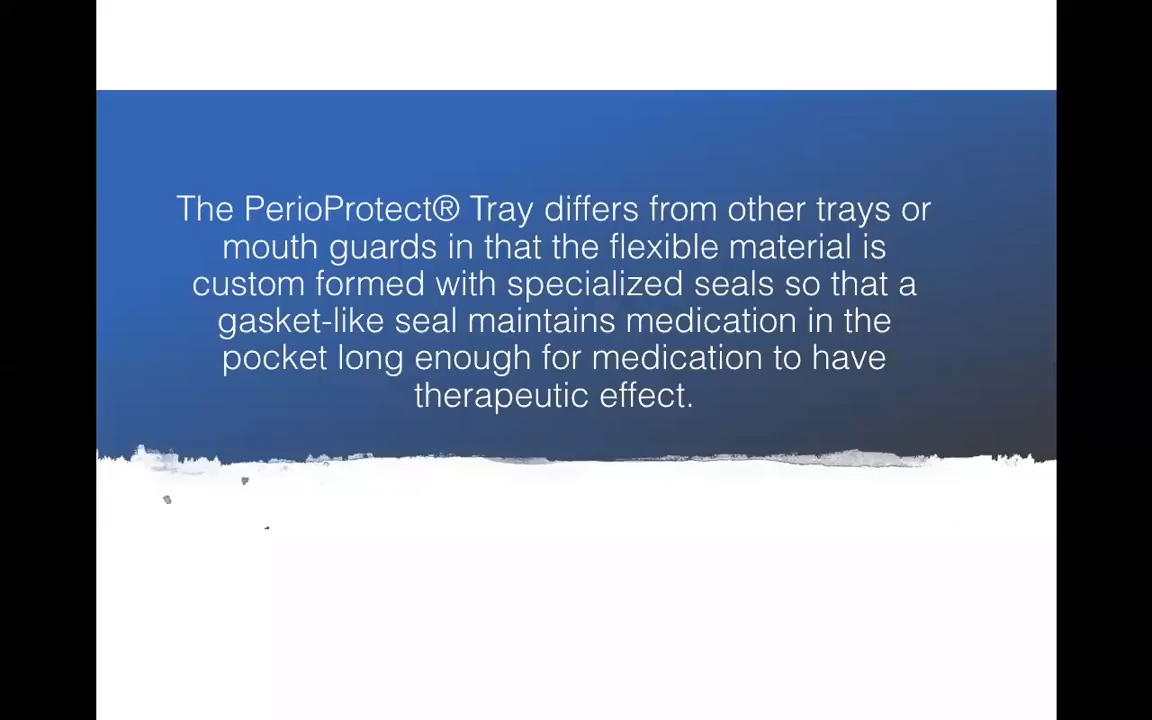 The PerioProtect® Tray differs from other trays or
mouth guards in that the flexible material is
custom formed with specialized seals so that a
gasket-like seal maintains medication in the
pocket long enough for medication to have
therapeutic effect.